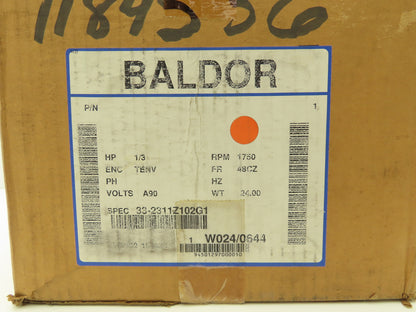 1184556
BALDOR
P/N 1
HP 1/3 RPM 1750
ENC TENV FR 48CZ
PH HZ
VOLTS A90 WT 24.00
SPEC 33-2311Z102G1
1 W024/0644